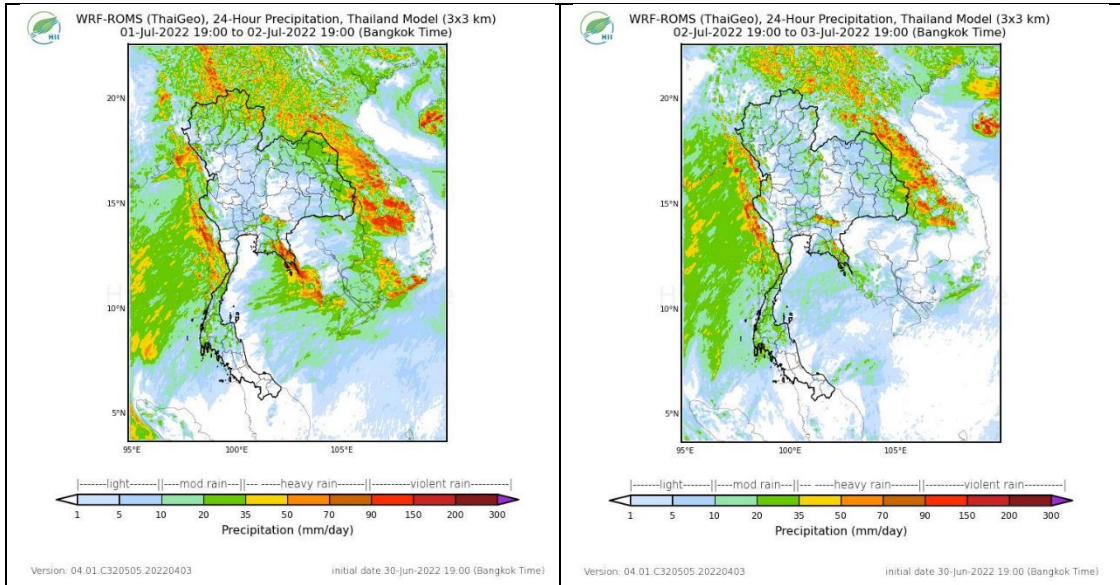 HII
WRF-ROMS (ThaiGeo), 24-Hour Precipitation, Thailand Model (3x3 km)
01-Jul-2022 19:00 to 02-Jul-2022 19:00 (Bangkok Time)
20°N
15°N
10°N
5°N
95°E 100°E 105°E
|------light-------||----mod rain---||--- ----heavy rain----||----------violent rain---------|
1 5 10 20 35 50 70 90 150 200 300
Precipitation (mm/day)
Version: 04.01.C320505.20220403 initial date 30-Jun-2022 19:00 (Bangkok Time)
HII
WRF-ROMS (ThaiGeo), 24-Hour Precipitation, Thailand Model (3x3 km)
02-Jul-2022 19:00 to 03-Jul-2022 19:00 (Bangkok Time)
20°N
15°N
10°N
5°N
95°E 100°E 105°E
|------light-------||----mod rain---||--- ----heavy rain----||----------violent rain---------|
1 5 10 20 35 50 70 90 150 200 300
Precipitation (mm/day)
Version: 04.01.C320505.20220403 initial date 30-Jun-2022 19:00 (Bangkok Time)